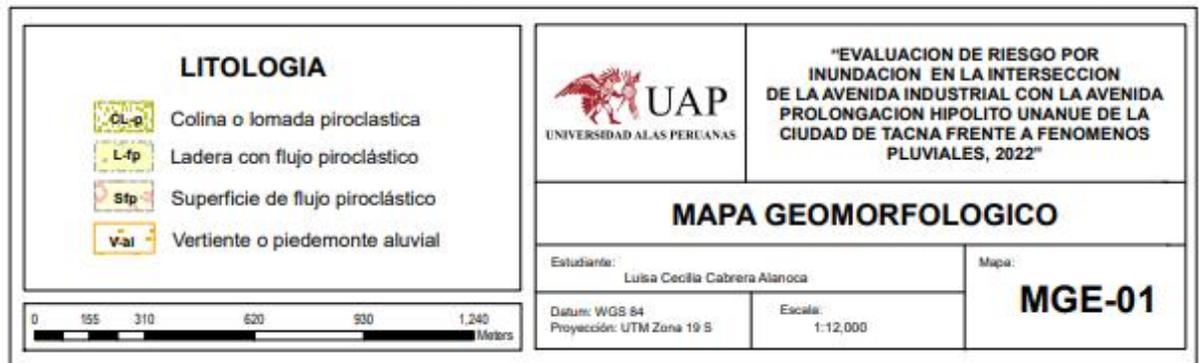 LITOLOGIA
CL-p Colina o lomada piroclastica
L-fp Ladera con flujo piroclástico
Sfp Superficie de flujo piroclástico
V-al Vertiente o piedemonte aluvial
0 155 310 620 930 1,240
Meters
UAP
UNIVERSIDAD ALAS PERUANAS
“EVALUACION DE RIESGO POR
INUNDACION EN LA INTERSECCION
DE LA AVENIDA INDUSTRIAL CON LA AVENIDA
PROLONGACION HIPOLITO UNANUE DE LA
CIUDAD DE TACNA FRENTE A FENOMENOS
PLUVIALES, 2022”
MAPA GEOMORFOLOGICO
Estudiante:
Luisa Cecilia Cabrera Alanoca
Datum: WGS 84
Proyección: UTM Zona 19 S
Escala:
1:12,000
Mapa:
MGE-01